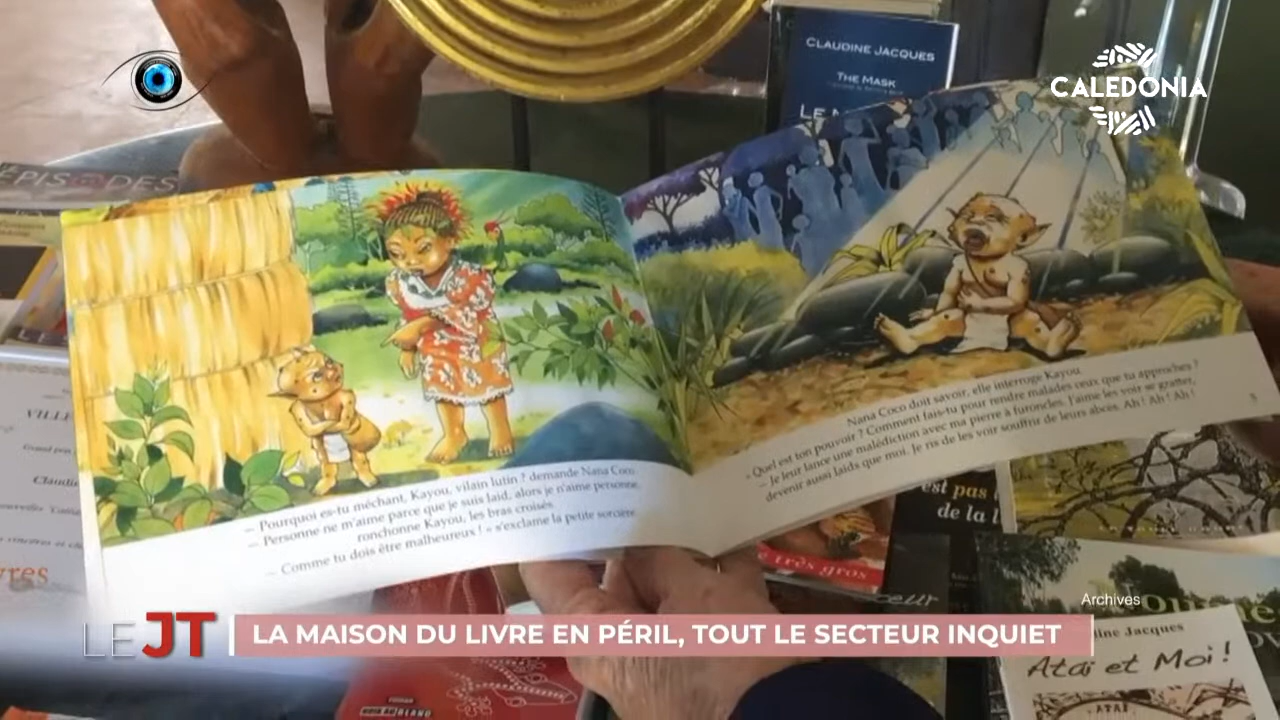 CLAUDINE JACQUES
THE MASK
CALEDONIA
ÉPISODES
— Pourquoi es-tu méchant, Kayou, vilain lutin ? demande Nana Coco.
— Personne ne m'aime parce que je suis laid, alors je n'aime personne,
ronchonne Kayou, les bras croisés.
— Comme tu dois être malheureux ! » s'exclame la petite sorcière.
Nana Coco doit savoir, elle interroge Kayou.
« Quel est ton pouvoir ? Comment fais-tu pour rendre malades ceux que tu approches ?
— Je leur lance une malédiction avec ma pierre à furoncles. J'aime les voir se gratter,
devenir aussi laids que moi. Je ris de les voir souffrir de leurs abcès. Ah ! Ah ! Ah !
est pas
de la
très gros
Archives
Jacques
Ataï et Moi !
ATAÏ
LE JT
LA MAISON DU LIVRE EN PÉRIL, TOUT LE SECTEUR INQUIET